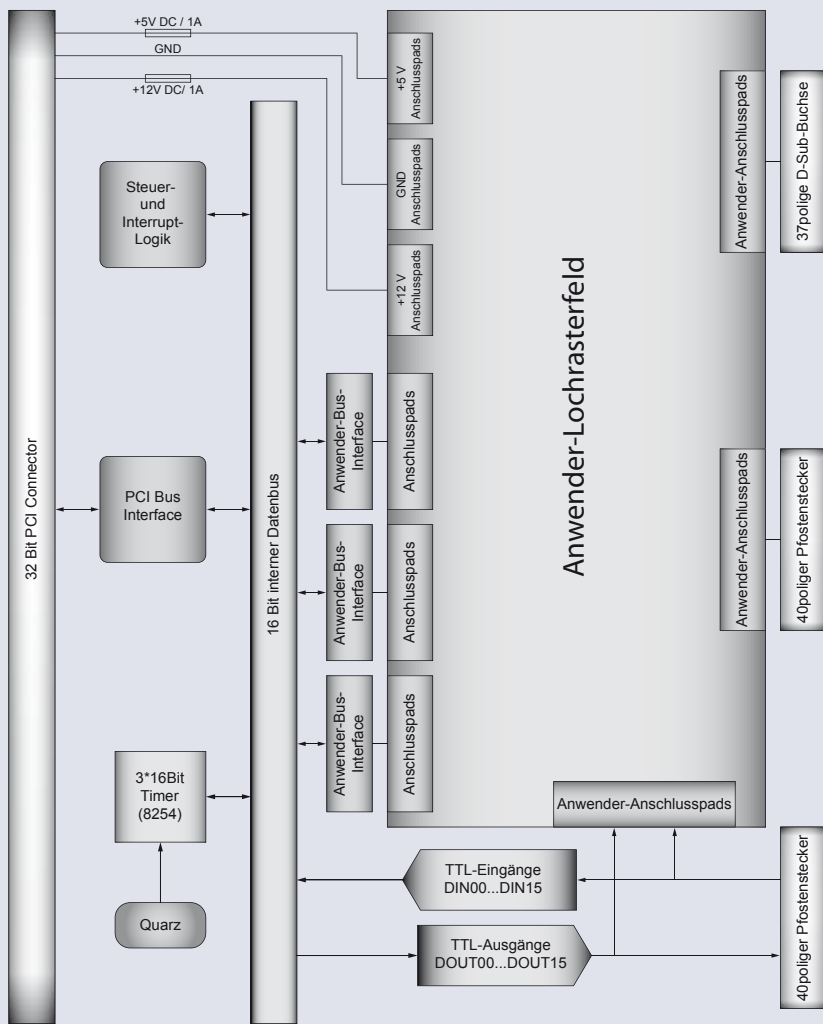 +5V DC / 1A
GND
+12V DC/ 1A
32 Bit PCI Connector
Steuer-
und
Interrupt-
Logik
PCI Bus
Interface
3*16Bit
Timer
(8254)
Quarz
16 Bit interner Datenbus
+5 V
Anschlusspads
GND
Anschlusspads
+12 V
Anschlusspads
Anwender-Bus-
Interface
Anschlusspads
Anwender-Bus-
Interface
Anschlusspads
Anwender-Bus-
Interface
Anschlusspads
Anwender-Lochrasterfeld
Anwender-Anschlusspads
37polige D-Sub-Buchse
Anwender-Anschlusspads
40poliger Pfostenstecker
Anwender-Anschlusspads
TTL-Eingänge
DIN00...DIN15
TTL-Ausgänge
DOUT00...DOUT15
40poliger Pfostenstecker